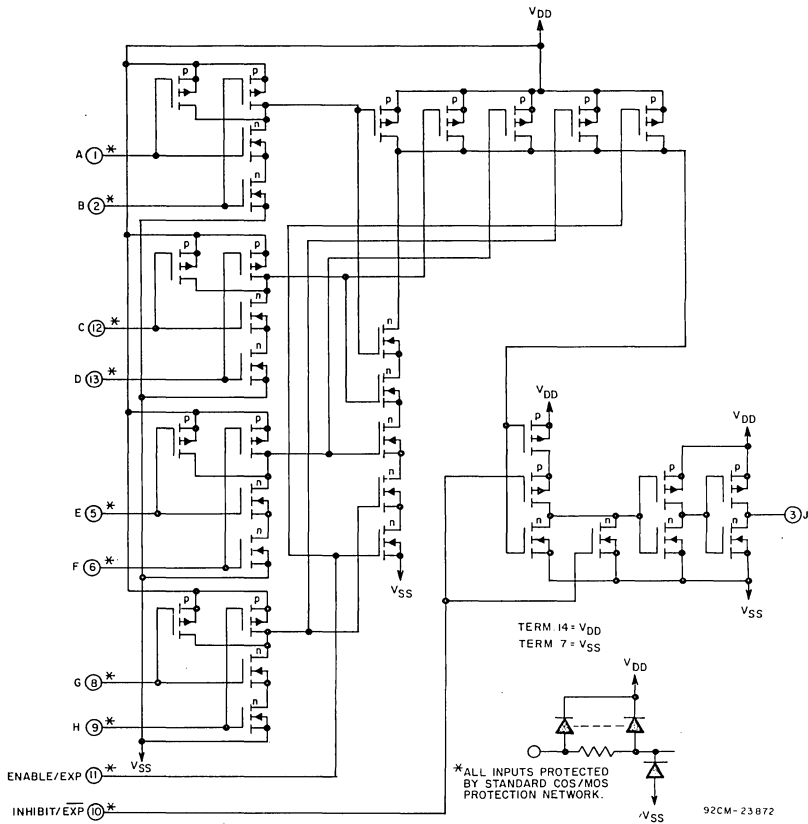 VDD
p p
p p p p p
n
A 1 *
n
B 2 *
p p
n
C 12 *
n
D 13 *
n
n
p p
n
n
E 5 *
n
n
F 6 *
VSS
VDD
p
VDD
p p p
n n n n
3 J
VSS
p p
n
G 8 *
n
H 9 *
VSS
TERM. 14 = VDD
TERM 7 = VSS
VDD
ENABLE/EXP 11 *
INHIBIT/EXP 10 *
*ALL INPUTS PROTECTED
BY STANDARD COS/MOS
PROTECTION NETWORK.
VSS
92CM-23872